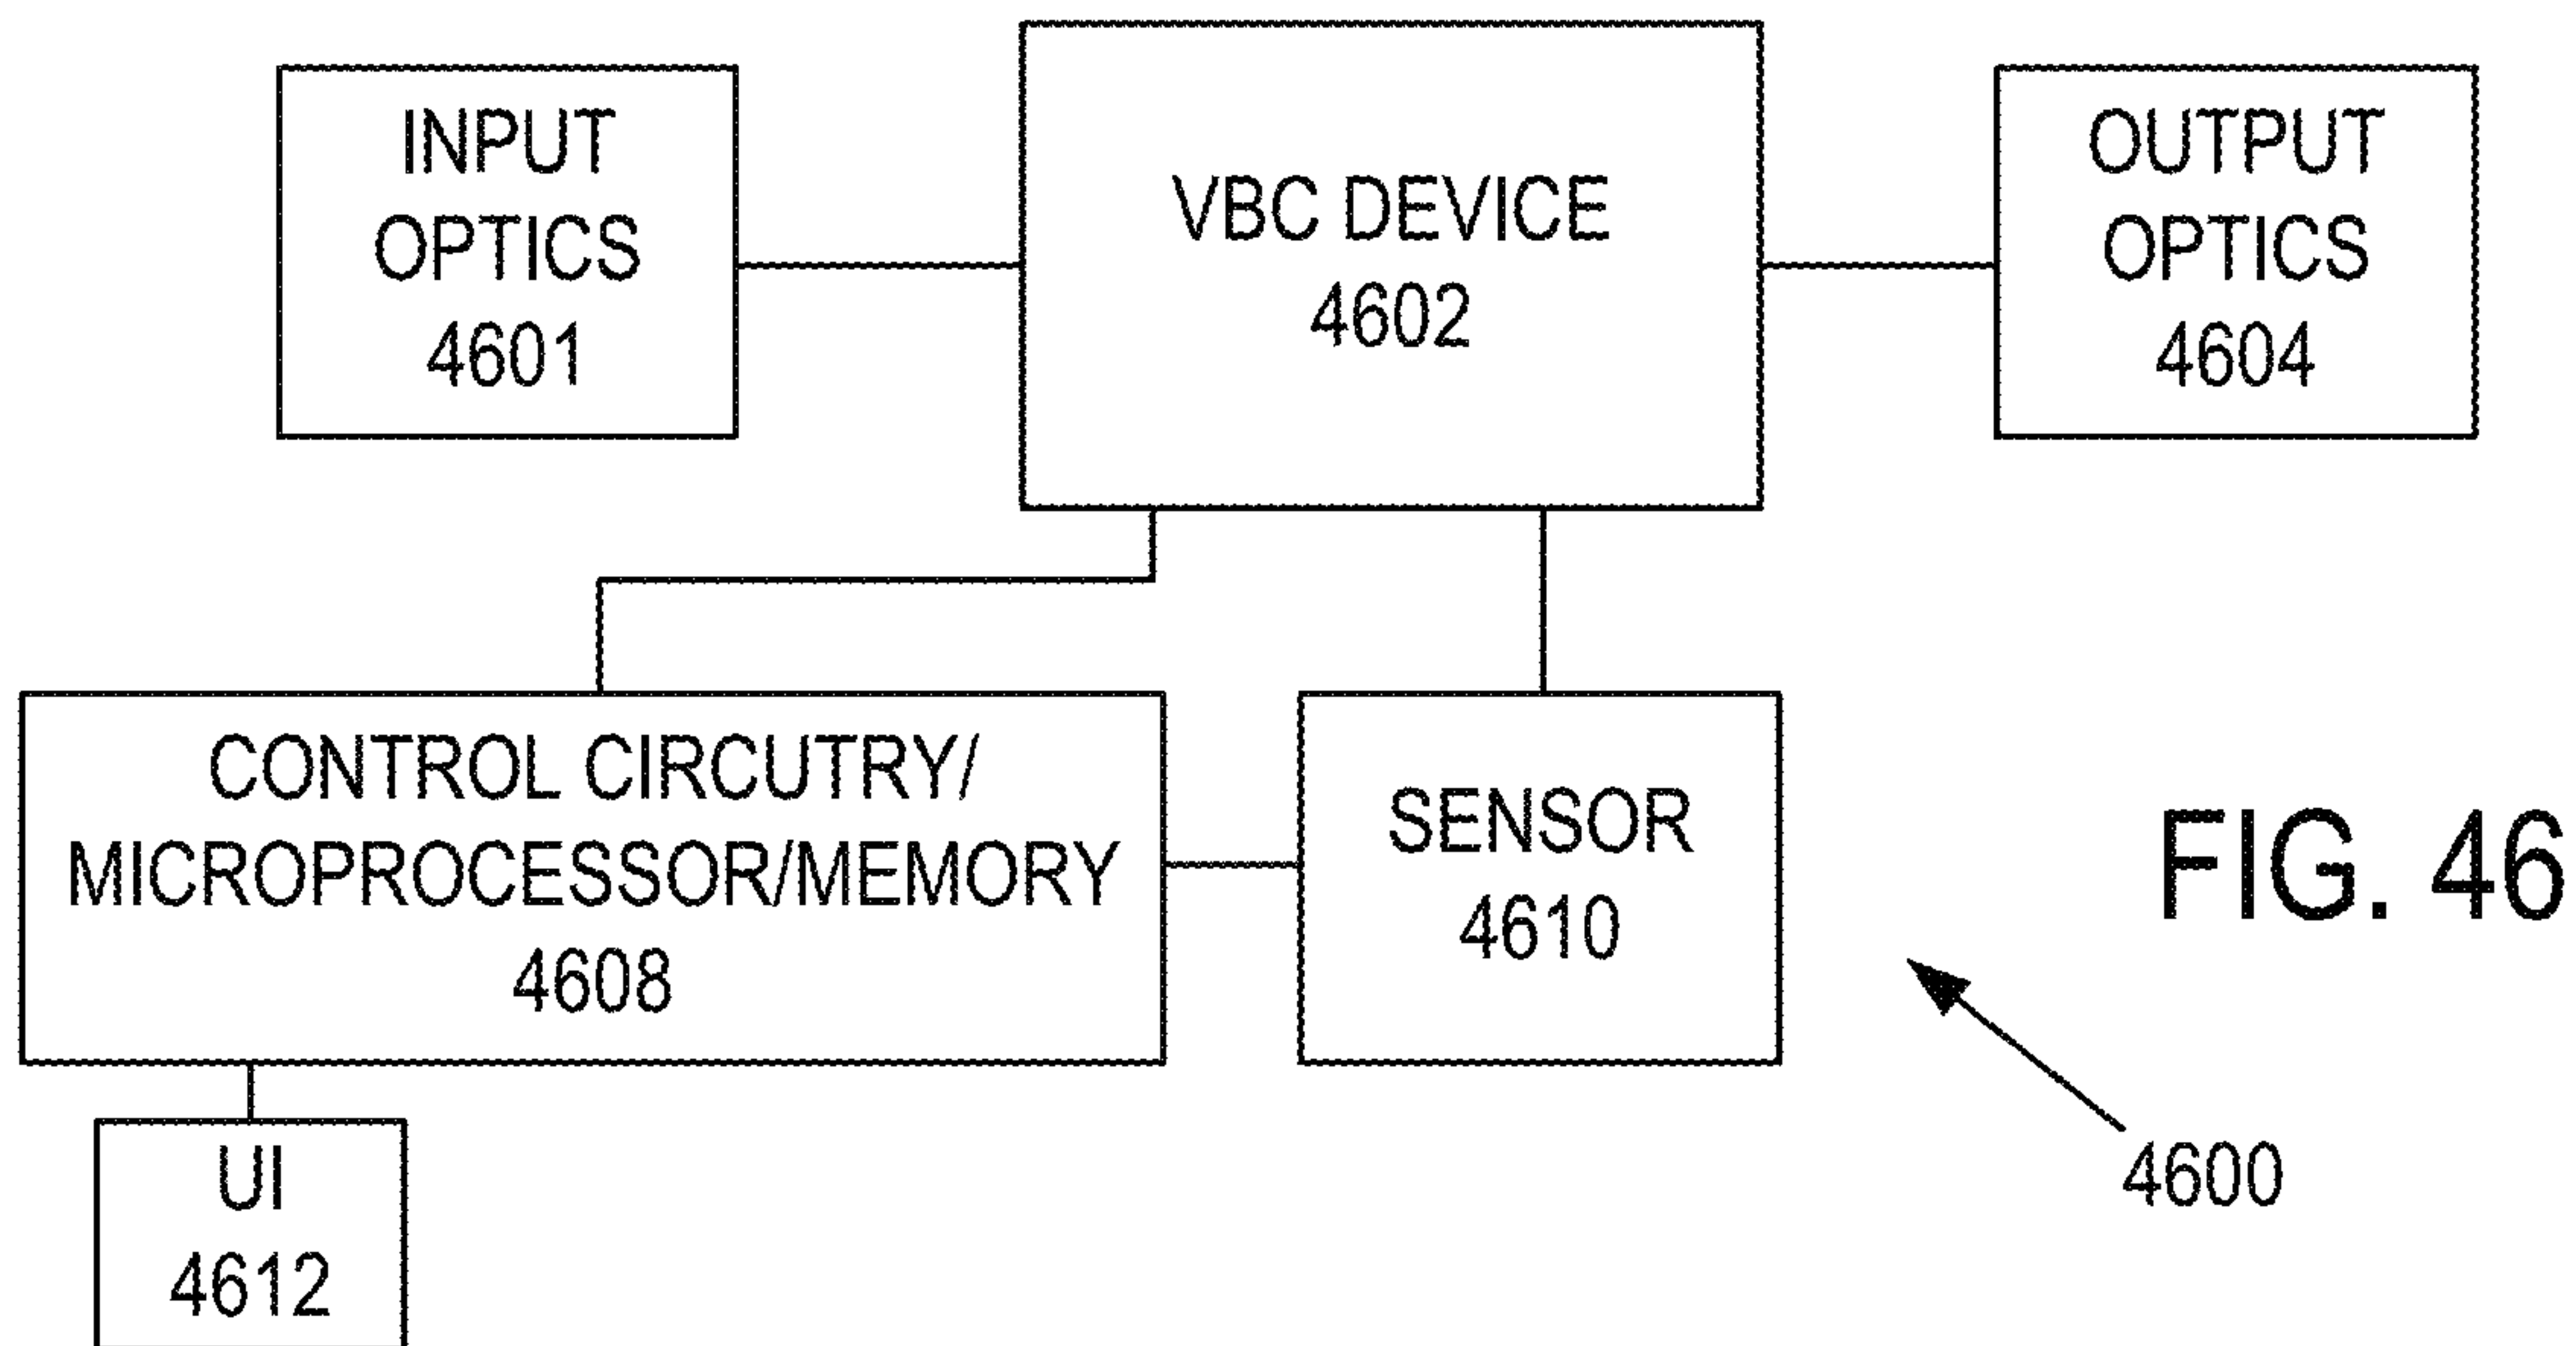 INPUT
OPTICS
4601
VBC DEVICE
4602
OUTPUT
OPTICS
4604
CONTROL CIRCUTRY/
MICROPROCESSOR/MEMORY
4608
SENSOR
4610
UI
4612
FIG. 46
4600